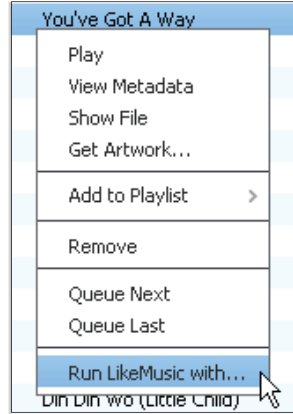 You've Got A Way
Play
View Metadata
Show File
Get Artwork...
Add to Playlist
Remove
Queue Next
Queue Last
Run LikeMusic with...
Din Din Wo (Little Child)